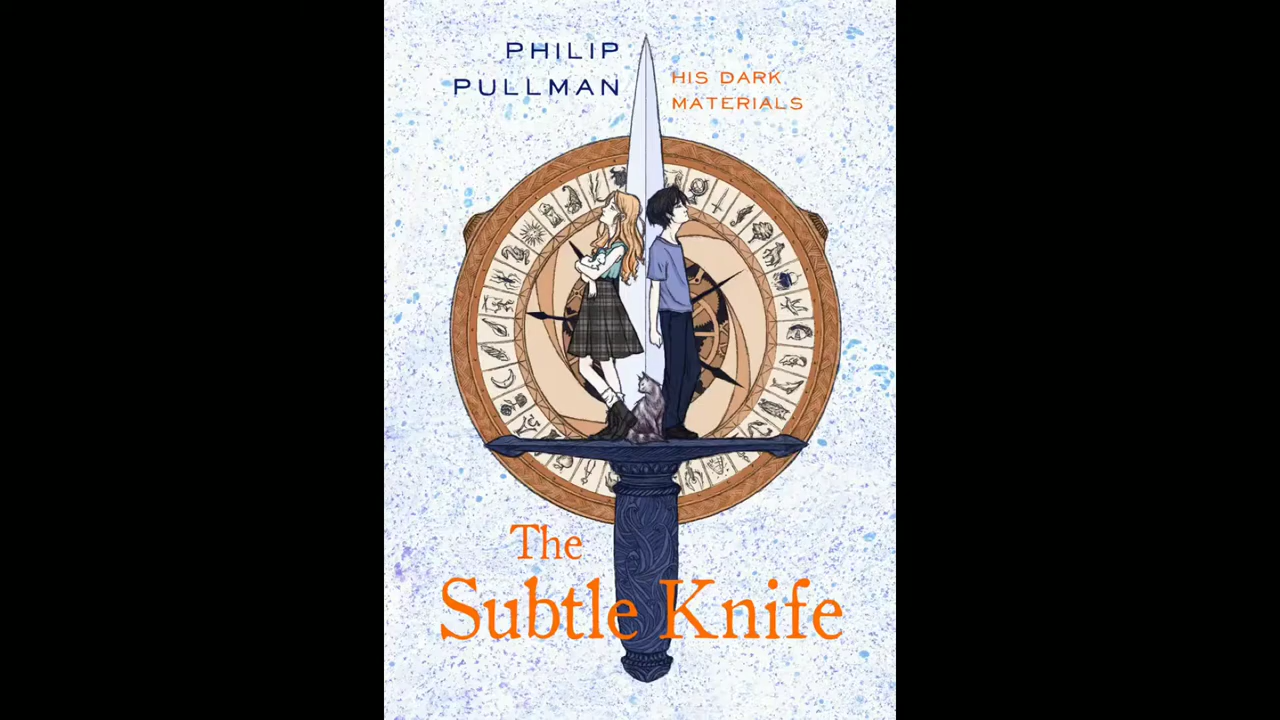 PHILIP
PULLMAN
HIS DARK
MATERIALS
The
Subtle Knife